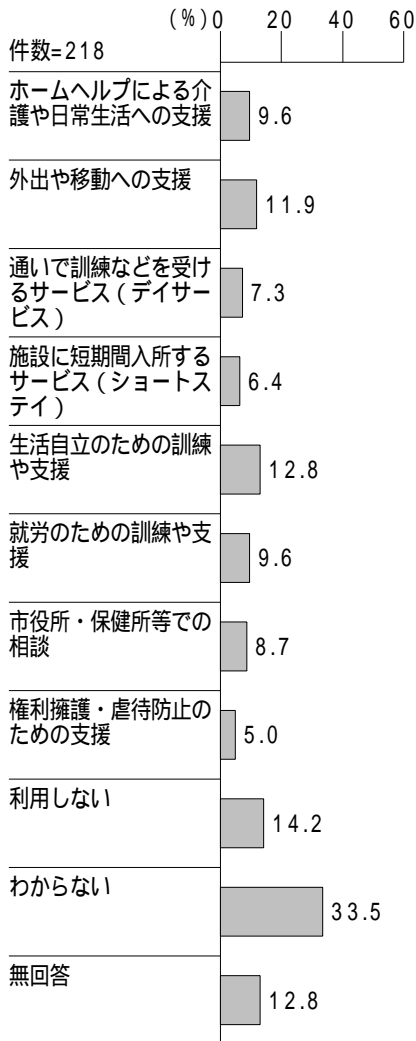 (%) 0 20 40 60
件数=218
ホームヘルプによる介
護や日常生活への支援
9.6
外出や移動への支援
11.9
通いで訓練などを受け
るサービス(デイサー
ビス)
7.3
施設に短期間入所する
サービス(ショートス
テイ)
6.4
生活自立のための訓練
や支援
12.8
就労のための訓練や支
援
9.6
市役所・保健所等での
相談
8.7
権利擁護・虐待防止の
ための支援
5.0
利用しない
14.2
わからない
33.5
無回答
12.8